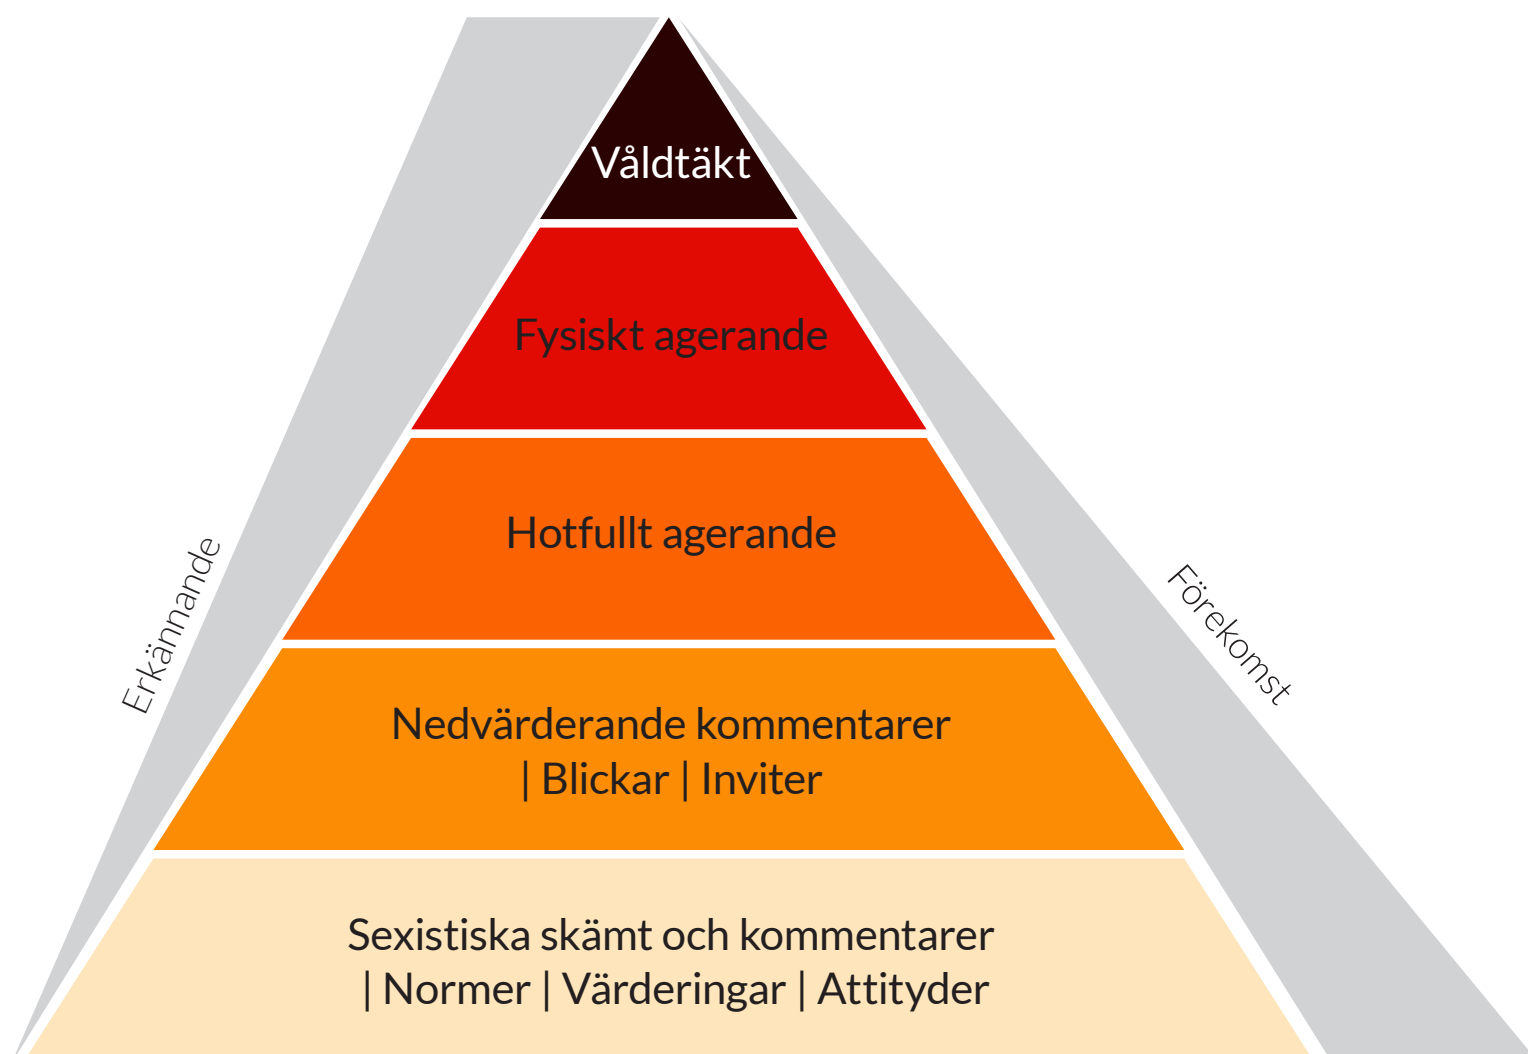 Våldtäkt
Fysiskt agerande
Hotfullt agerande
Nedvärderande kommentarer
| Blickar | Inviter
Sexistiska skämt och kommentarer
| Normer | Värderingar | Attityder
Erkännande
Förekomst